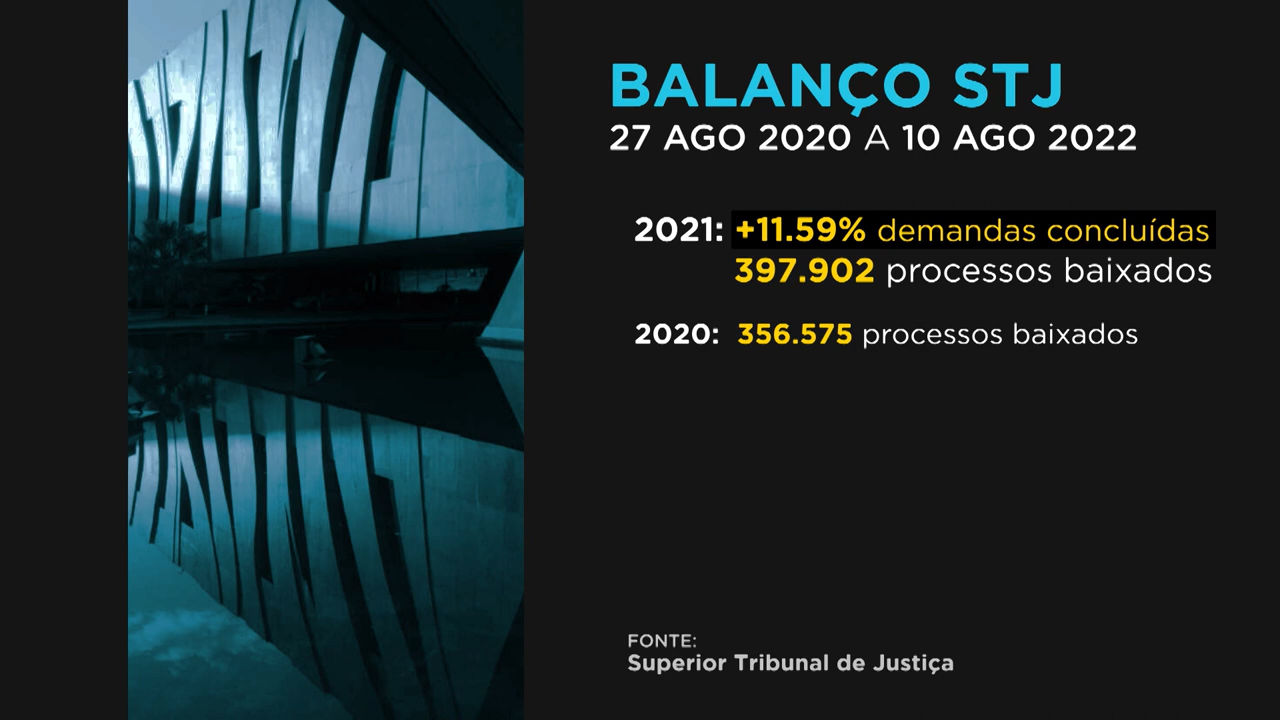 BALANÇO STJ
27 AGO 2020 A 10 AGO 2022
2021: +11.59% demandas concluídas
397.902 processos baixados
2020: 356.575 processos baixados
FONTE:
Superior Tribunal de Justiça